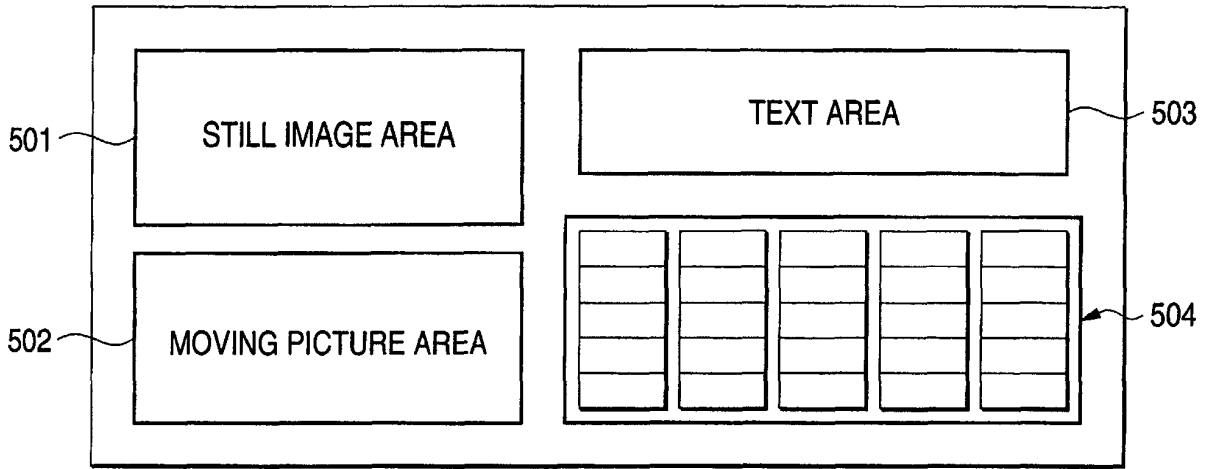 501
STILL IMAGE AREA
TEXT AREA
503
502
MOVING PICTURE AREA
504